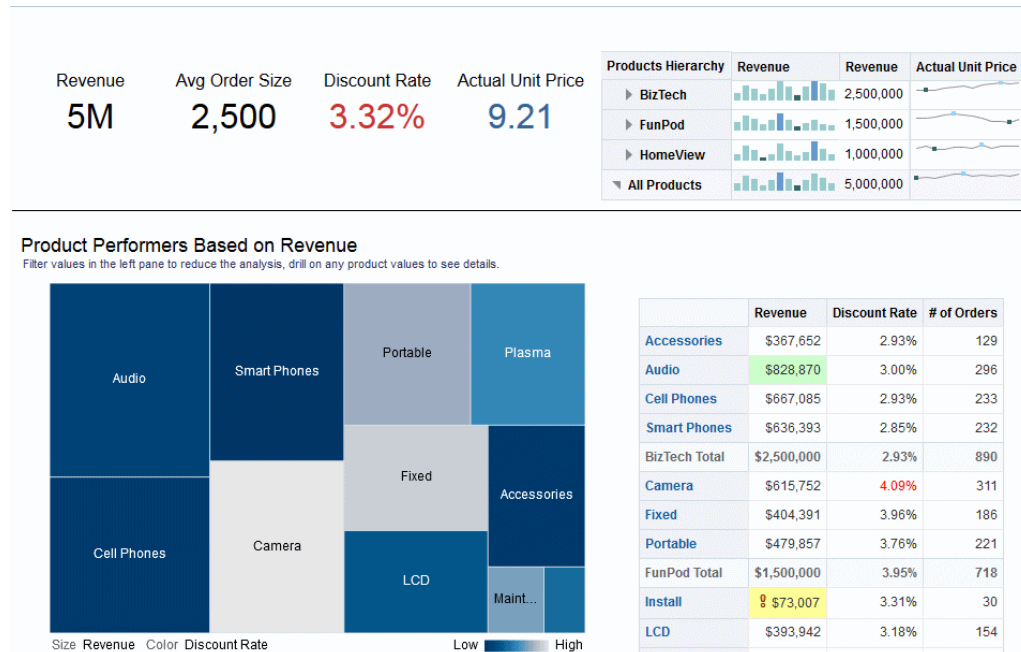 Revenue
5M
Avg Order Size
2,500
Discount Rate
3.32%
Actual Unit Price
9.21
Products Hierarchy Revenue Revenue Actual Unit Price
BizTech 2,500,000
FunPod 1,500,000
HomeView 1,000,000
All Products 5,000,000
Product Performers Based on Revenue
Filter values in the left pane to reduce the analysis, drill on any product values to see details.
Audio
Smart Phones
Portable
Plasma
Cell Phones
Camera
Fixed
Accessories
LCD
Maint...
Size Revenue Color Discount Rate
Low High
Revenue Discount Rate # of Orders
Accessories $367,652 2.93% 129
Audio $828,870 3.00% 296
Cell Phones $667,085 2.93% 233
Smart Phones $636,393 2.85% 232
BizTech Total $2,500,000 2.93% 890
Camera $615,752 4.09% 311
Fixed $404,391 3.96% 186
Portable $479,857 3.76% 221
FunPod Total $1,500,000 3.95% 718
Install $73,007 3.31% 30
LCD $393,942 3.18% 154